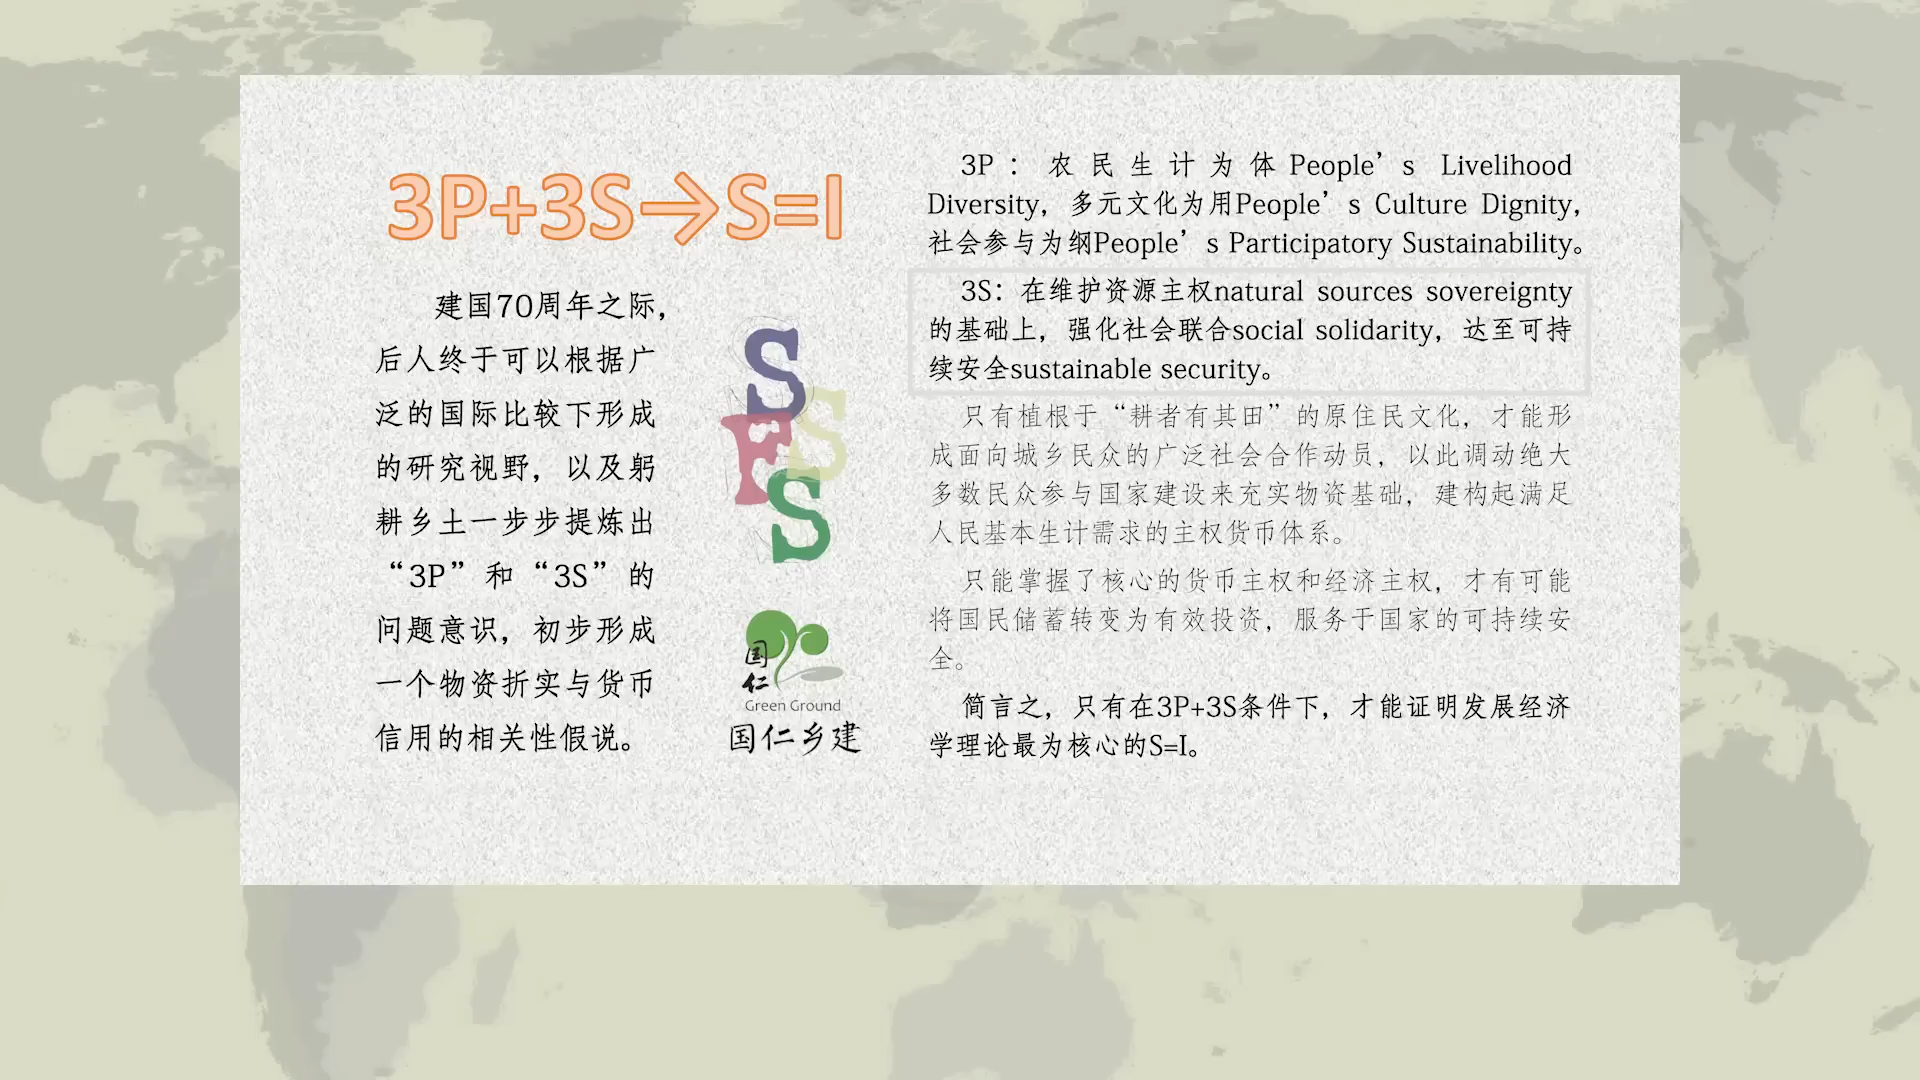 3P+3S→S=I
建国70周年之际，
后人终于可以根据广
泛的国际比较下形成
的研究视野，以及躬
耕乡土一步步提炼出
“3P”和“3S”的
问题意识，初步形成
一个物资折实与货币
信用的相关性假说。
S
F
S
S
国
仁
Green Ground
国仁乡建
3P：农民生计为体People’s Livelihood
Diversity，多元文化为用People’s Culture Dignity，
社会参与为纲People’s Participatory Sustainability。
3S：在维护资源主权natural sources sovereignty
的基础上，强化社会联合social solidarity，达至可持
续安全sustainable security。
只有植根于“耕者有其田”的原住民文化，才能形
成面向城乡民众的广泛社会合作动员，以此调动绝大
多数民众参与国家建设来充实物资基础，建构起满足
人民基本生计需求的主权货币体系。
只能掌握了核心的货币主权和经济主权，才有可能
将国民储蓄转变为有效投资，服务于国家的可持续安
全。
简言之，只有在3P+3S条件下，才能证明发展经济
学理论最为核心的S=I。